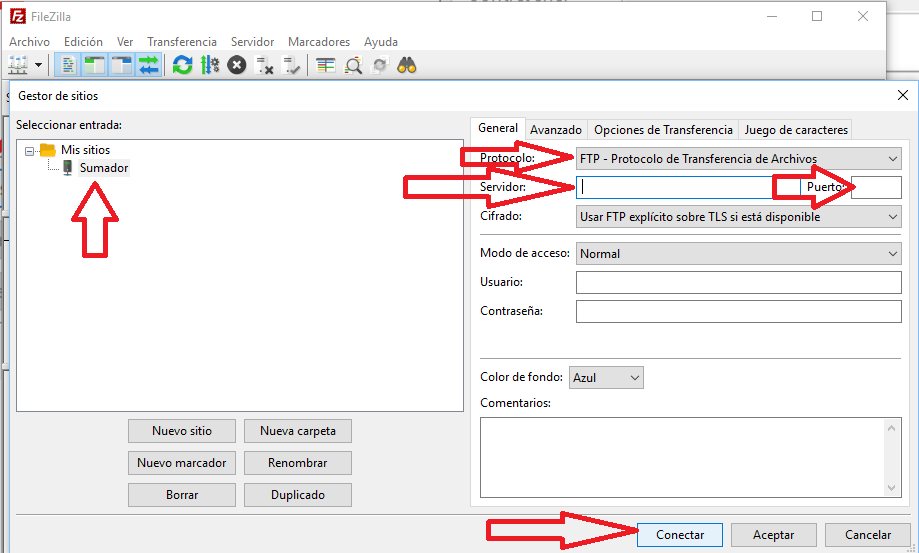 FileZilla
Archivo Edición Ver Transferencia Servidor Marcadores Ayuda
Gestor de sitios
Seleccionar entrada:
Mis sitios
Sumador
Nuevo sitio Nueva carpeta
Nuevo marcador Renombrar
Borrar Duplicado
General Avanzado Opciones de Transferencia Juego de caracteres
Protocolo: FTP - Protocolo de Transferencia de Archivos
Servidor: Puerto:
Cifrado: Usar FTP explícito sobre TLS si está disponible
Modo de acceso: Normal
Usuario:
Contraseña:
Color de fondo: Azul
Comentarios:
Conectar Aceptar Cancelar